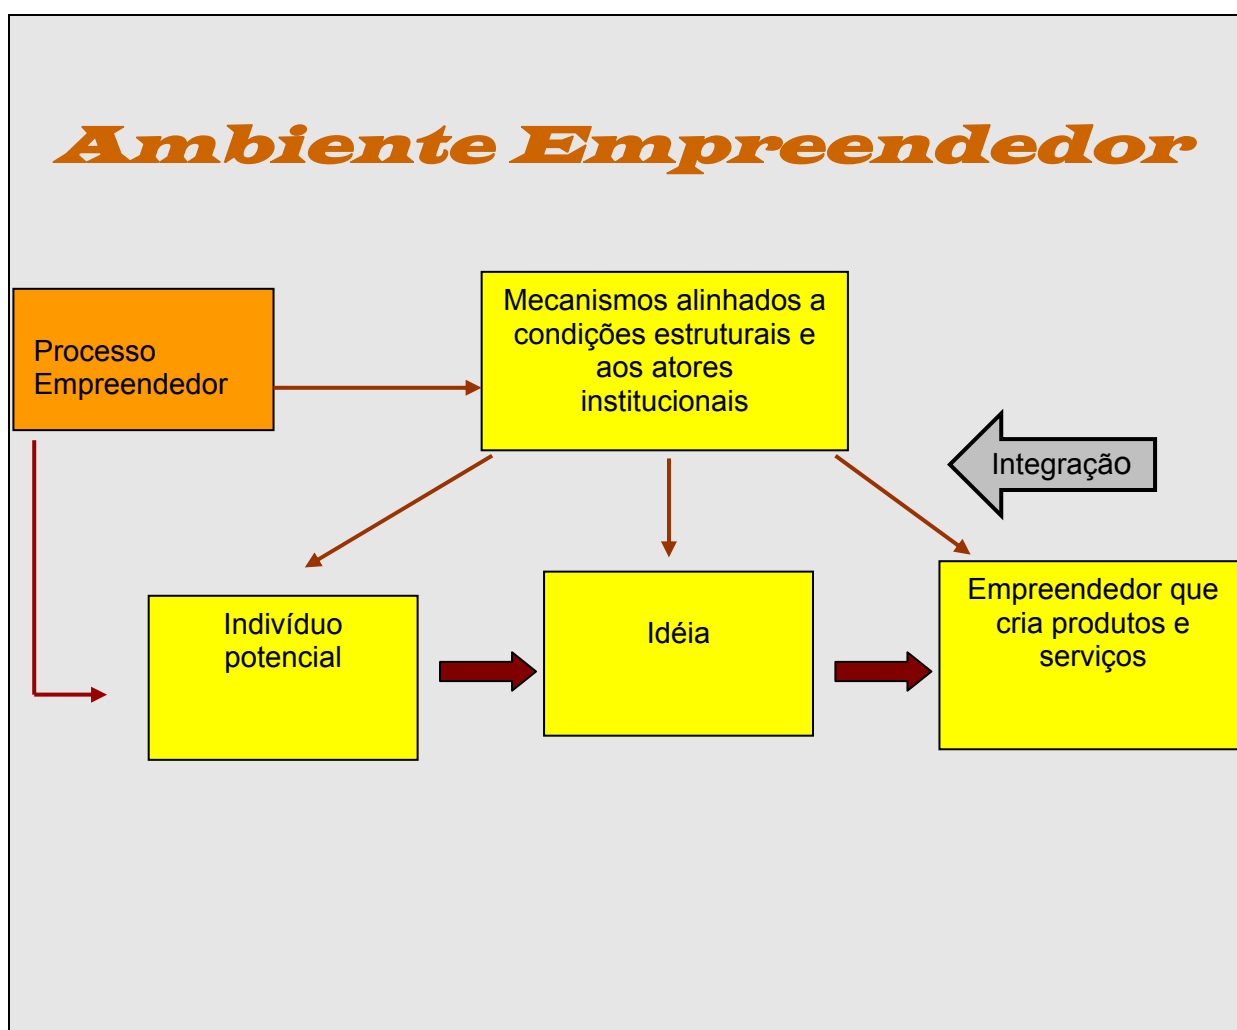 Ambiente Empreendedor
Processo
Empreendedor
Mecanismos alinhados a
condições estruturais e
aos atores
institucionais
Integração
Indivíduo
potencial
Idéia
Empreendedor que
cria produtos e
serviços